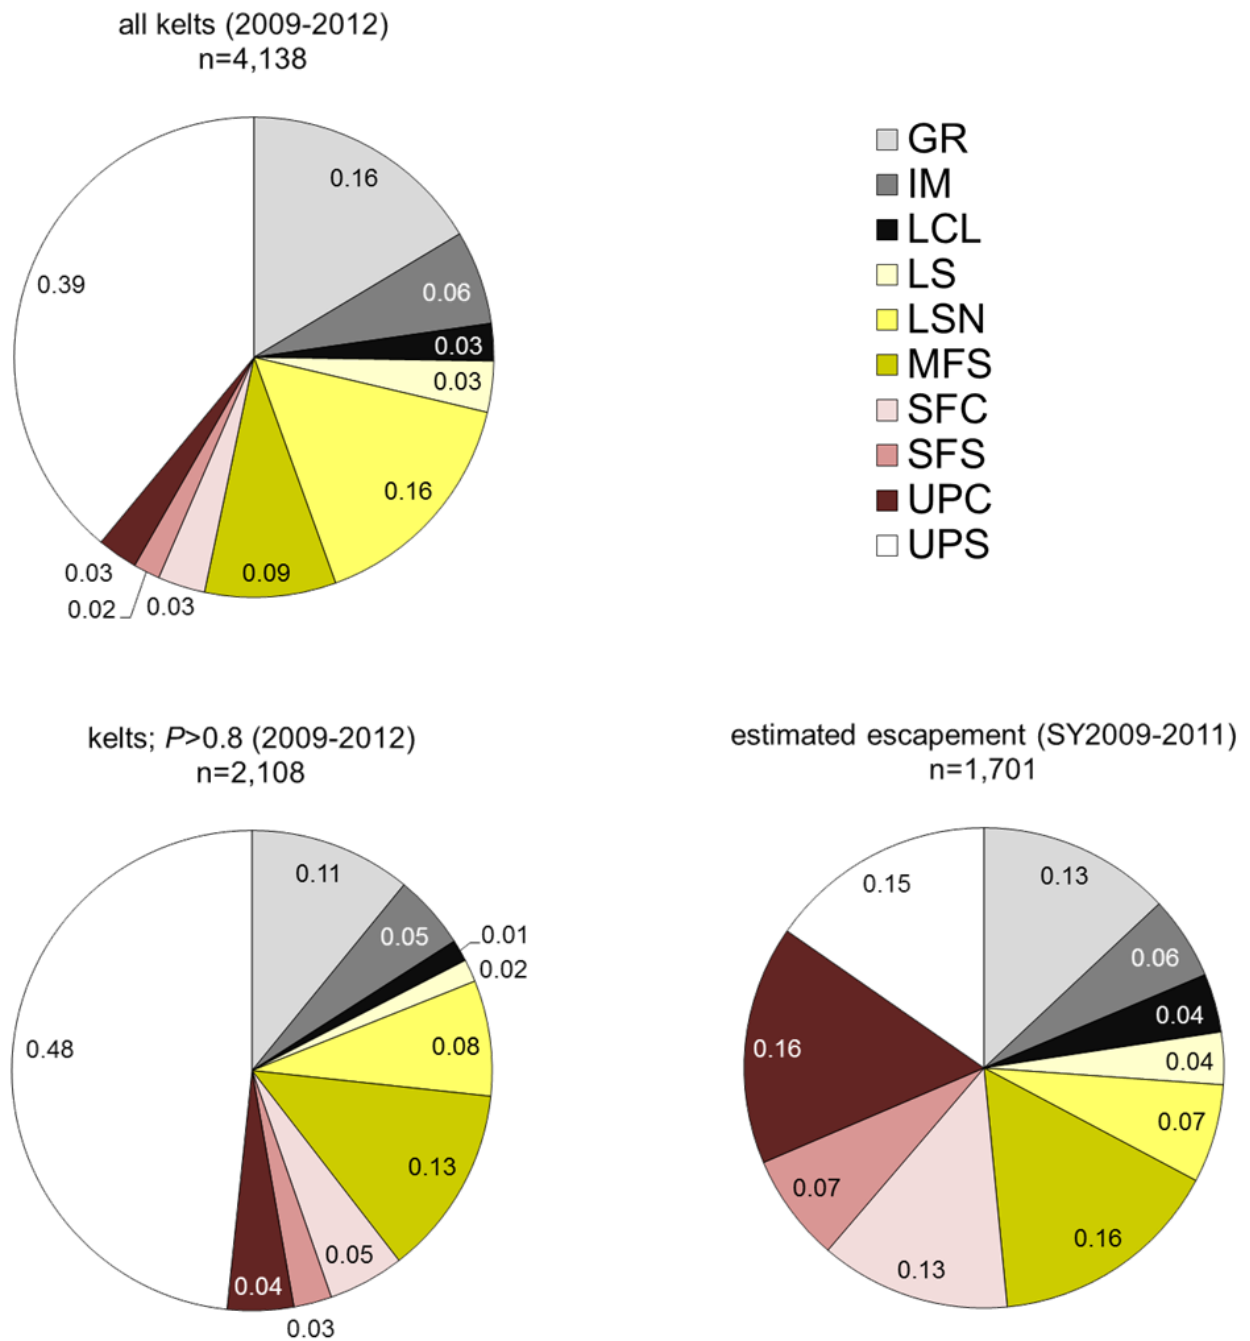 all kelts (2009-2012)
n=4,138
0.16
0.06
0.03
0.03
0.16
0.09
0.03
0.02
0.03
0.39
GR
IM
LCL
LS
LSN
MFS
SFC
SFS
UPC
UPS
kelts; P>0.8 (2009-2012)
n=2,108
0.11
0.05
0.01
0.02
0.08
0.13
0.05
0.03
0.04
0.48
estimated escapement (SY2009-2011)
n=1,701
0.13
0.06
0.04
0.04
0.07
0.16
0.13
0.07
0.16
0.15